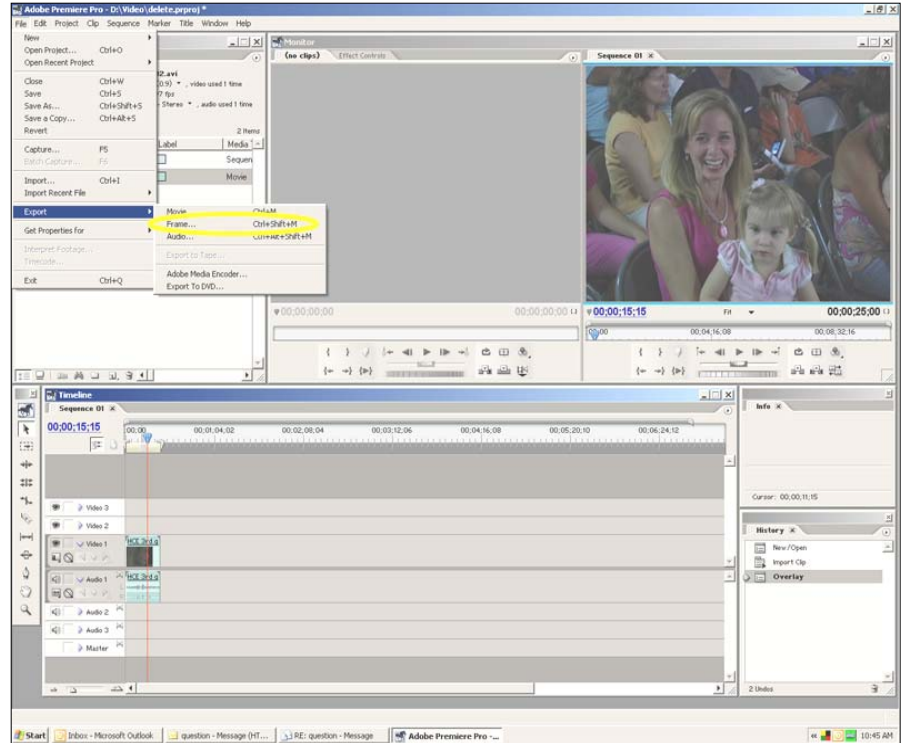 Adobe Premiere Pro - D:\Video\delete.prproj *
File Edit Project Clip Sequence Marker Title Window Help
New
Open Project... Ctrl+O
Open Recent Project
Close Ctrl+W
Save Ctrl+S
Save As... Ctrl+Shift+S
Save a Copy... Ctrl+Alt+S
Revert
Capture... F5
Batch Capture... F6
Import... Ctrl+I
Import Recent File
Export
Get Properties for
Interpret Footage...
Timecode...
Exit Ctrl+Q
, video used 1 time
- Stereo , audio used 1 time
2 Items
Label Media
Sequen
Movie
Movie Ctrl+M
Frame... Ctrl+Shift+M
Audio... Ctrl+Alt+Shift+M
Export to Tape...
Adobe Media Encoder...
Export To DVD...
Monitor
(no clips) Effect Controls
00;00;00;00 00;00;00;00
Sequence 01
00;00;15;15 Fit 00;00;25;00
00;00 00;04;16;08 00;08;32;16
Timeline
Sequence 01
00;00;15;15
00;00 00;01;04;02 00;02;08;04 00;03;12;06 00;04;16;08 00;05;20;10 00;06;24;12
Video 3
Video 2
Video 1 HCE 3rd g
Audio 1 HCE 3rd g
Audio 2
Audio 3
Master
Info
Cursor: 00;00;11;15
History
New/Open
Import Clip
Overlay
2 Undos
Start Inbox - Microsoft Outlook question - Message (HT... RE: question - Message Adobe Premiere Pro -... 10:45 AM